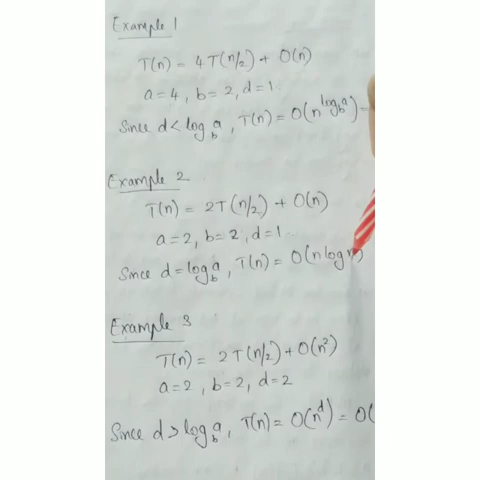 Example 1
T(n) = 4T(n/2) + O(n)
a=4, b=2, d=1
Since d < log_b a, T(n) = O(n^{log_b a})
Example 2
T(n) = 2T(n/2) + O(n)
a=2, b=2, d=1
Since d = log_b a, T(n) = O(n log n)
Example 3
T(n) = 2T(n/2) + O(n²)
a=2, b=2, d=2
Since d > log_b a, T(n) = O(n^d) = O(